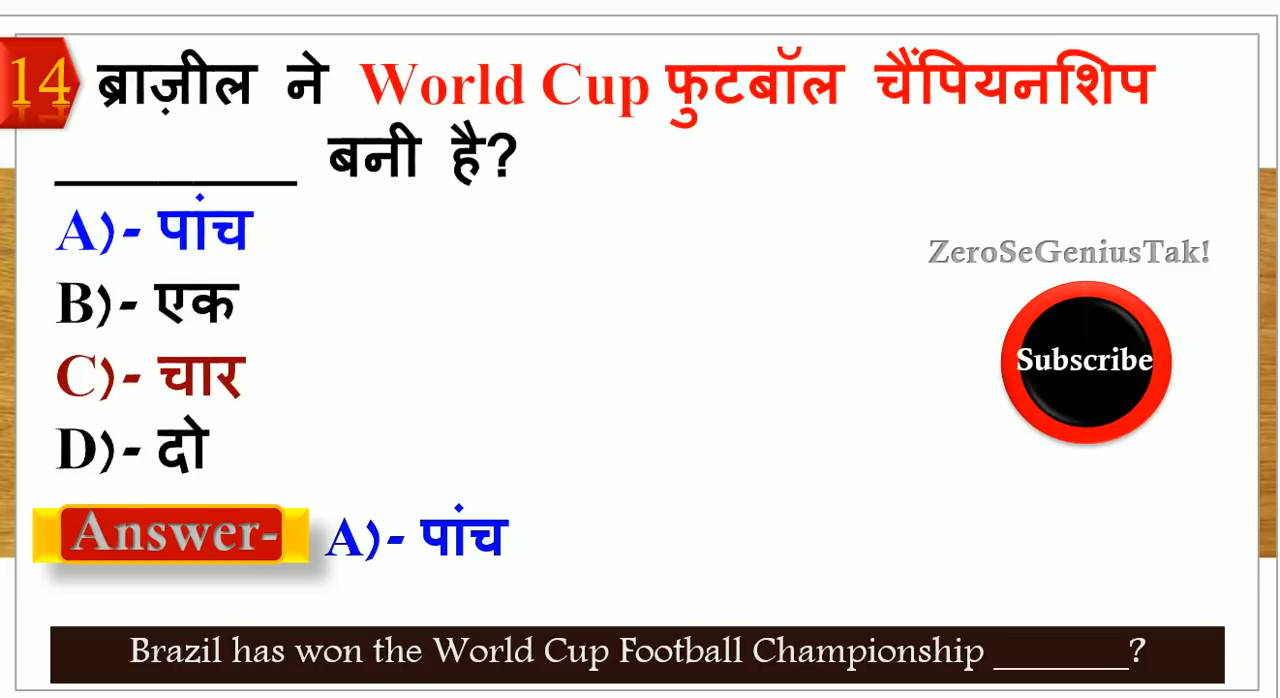 14 ब्राज़ील ने World Cup फुटबॉल चैंपियनशिप
________ बनी है?
A)- पांच
ZeroSeGeniusTak!
B)- एक
Subscribe
C)- चार
D)- दो
Answer- A)- पांच
Brazil has won the World Cup Football Championship ________?